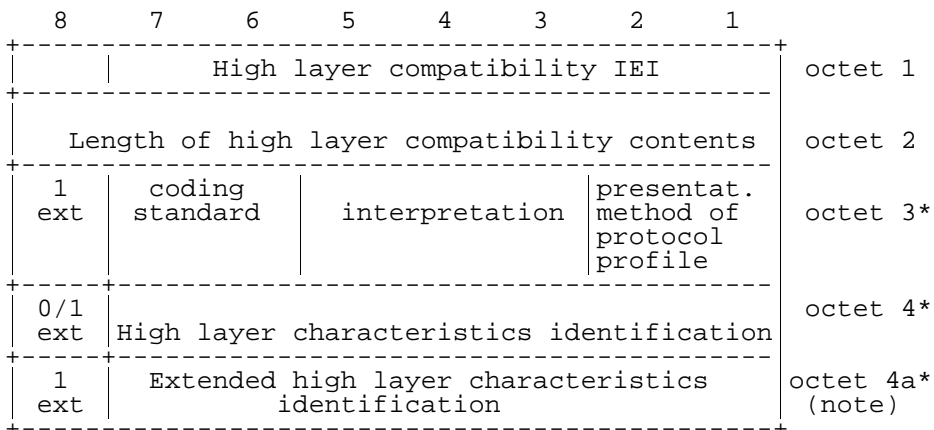 8 7 6 5 4 3 2 1
High layer compatibility IEI octet 1
Length of high layer compatibility contents octet 2
1 coding presentat.
ext standard interpretation method of octet 3*
protocol
profile
0/1 octet 4*
ext High layer characteristics identification
1 Extended high layer characteristics octet 4a*
ext identification (note)